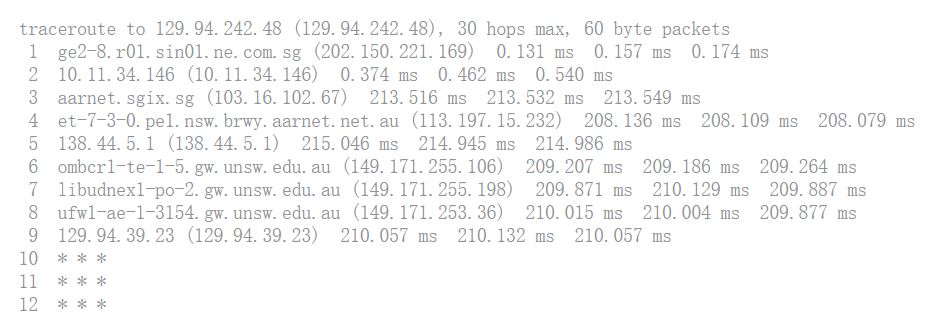 traceroute to 129.94.242.48 (129.94.242.48), 30 hops max, 60 byte packets
1 ge2-8.r01.sin01.ne.com.sg (202.150.221.169) 0.131 ms 0.157 ms 0.174 ms
2 10.11.34.146 (10.11.34.146) 0.374 ms 0.462 ms 0.540 ms
3 aarnet.sgix.sg (103.16.102.67) 213.516 ms 213.532 ms 213.549 ms
4 et-7-3-0.pe1.nsw.brwy.aarnet.net.au (113.197.15.232) 208.136 ms 208.109 ms 208.079 ms
5 138.44.5.1 (138.44.5.1) 215.046 ms 214.945 ms 214.986 ms
6 ombcr1-te-1-5.gw.unsw.edu.au (149.171.255.106) 209.207 ms 209.186 ms 209.264 ms
7 libudnex1-po-2.gw.unsw.edu.au (149.171.255.198) 209.871 ms 210.129 ms 209.887 ms
8 ufw1-ae-1-3154.gw.unsw.edu.au (149.171.253.36) 210.015 ms 210.004 ms 209.877 ms
9 129.94.39.23 (129.94.39.23) 210.057 ms 210.132 ms 210.057 ms
10 * * *
11 * * *
12 * * *